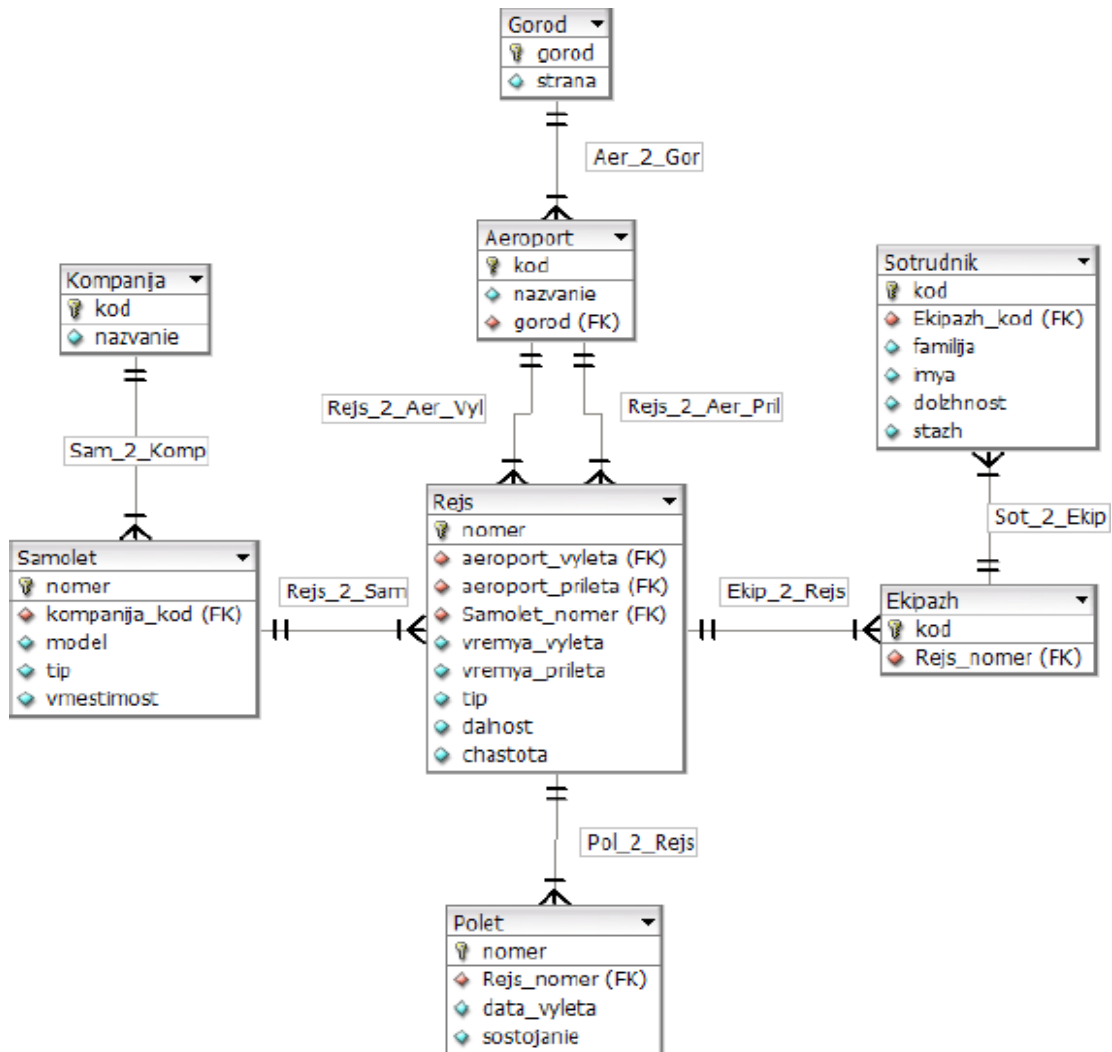 Gorod
gorod
strana
Aer_2_Gor
Aeroport
kod
nazvanie
gorod (FK)
Kompanija
kod
nazvanie
Sotrudnik
kod
Ekipazh_kod (FK)
familija
imya
dolzhnost
stazh
Rejs_2_Aer_Vyl
Rejs_2_Aer_Pril
Sam_2_Komp
Rejs
nomer
aeroport_vyleta (FK)
aeroport_prileta (FK)
Samolet_nomer (FK)
vremya_vyleta
vremya_prileta
tip
dalnost
chastota
Sot_2_Ekip
Samolet
nomer
kompanija_kod (FK)
model
tip
vmestimost
Rejs_2_Sam
Ekip_2_Rejs
Ekipazh
kod
Rejs_nomer (FK)
Pol_2_Rejs
Polet
nomer
Rejs_nomer (FK)
data_vyleta
sostojanie